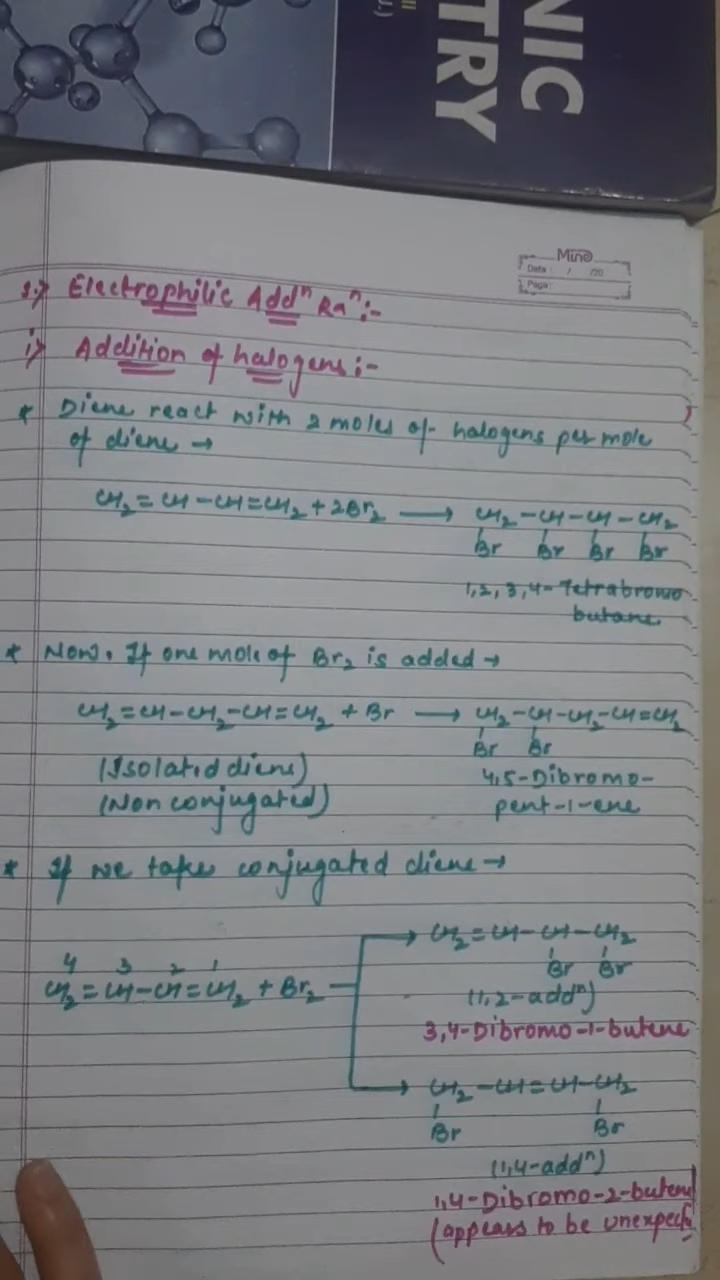 NIC
TRY
II
U.)
Mino
Date : / /20
Page:
Electrophilic Addⁿ Rxⁿ:-
i) Addition of halogens :-
* Diene react with 2 moles of halogens per mole
of diene →
CH₂=CH-CH=CH₂ + 2Br₂ → CH₂-CH-CH-CH₂
Br Br Br Br
1,2,3,4-Tetrabromo
butane
* Now. If one mole of Br₂ is added →
CH₂=CH-CH₂-CH=CH₂ + Br → CH₂-CH-CH₂-CH=CH₂
Br Br
(Isolated diene) 4,5-Dibromo-
(Non conjugated) pent-1-ene
* If we take conjugated diene →
CH₂=CH-CH-CH₂
Br Br
4 3 2 1
CH₂=CH-CH=CH₂ + Br₂
(1,2-addⁿ)
3,4-Dibromo-1-butene
CH₂-CH=CH-CH₂
Br Br
(1,4-addⁿ)
1,4-Dibromo-2-butene
(appears to be unexpect